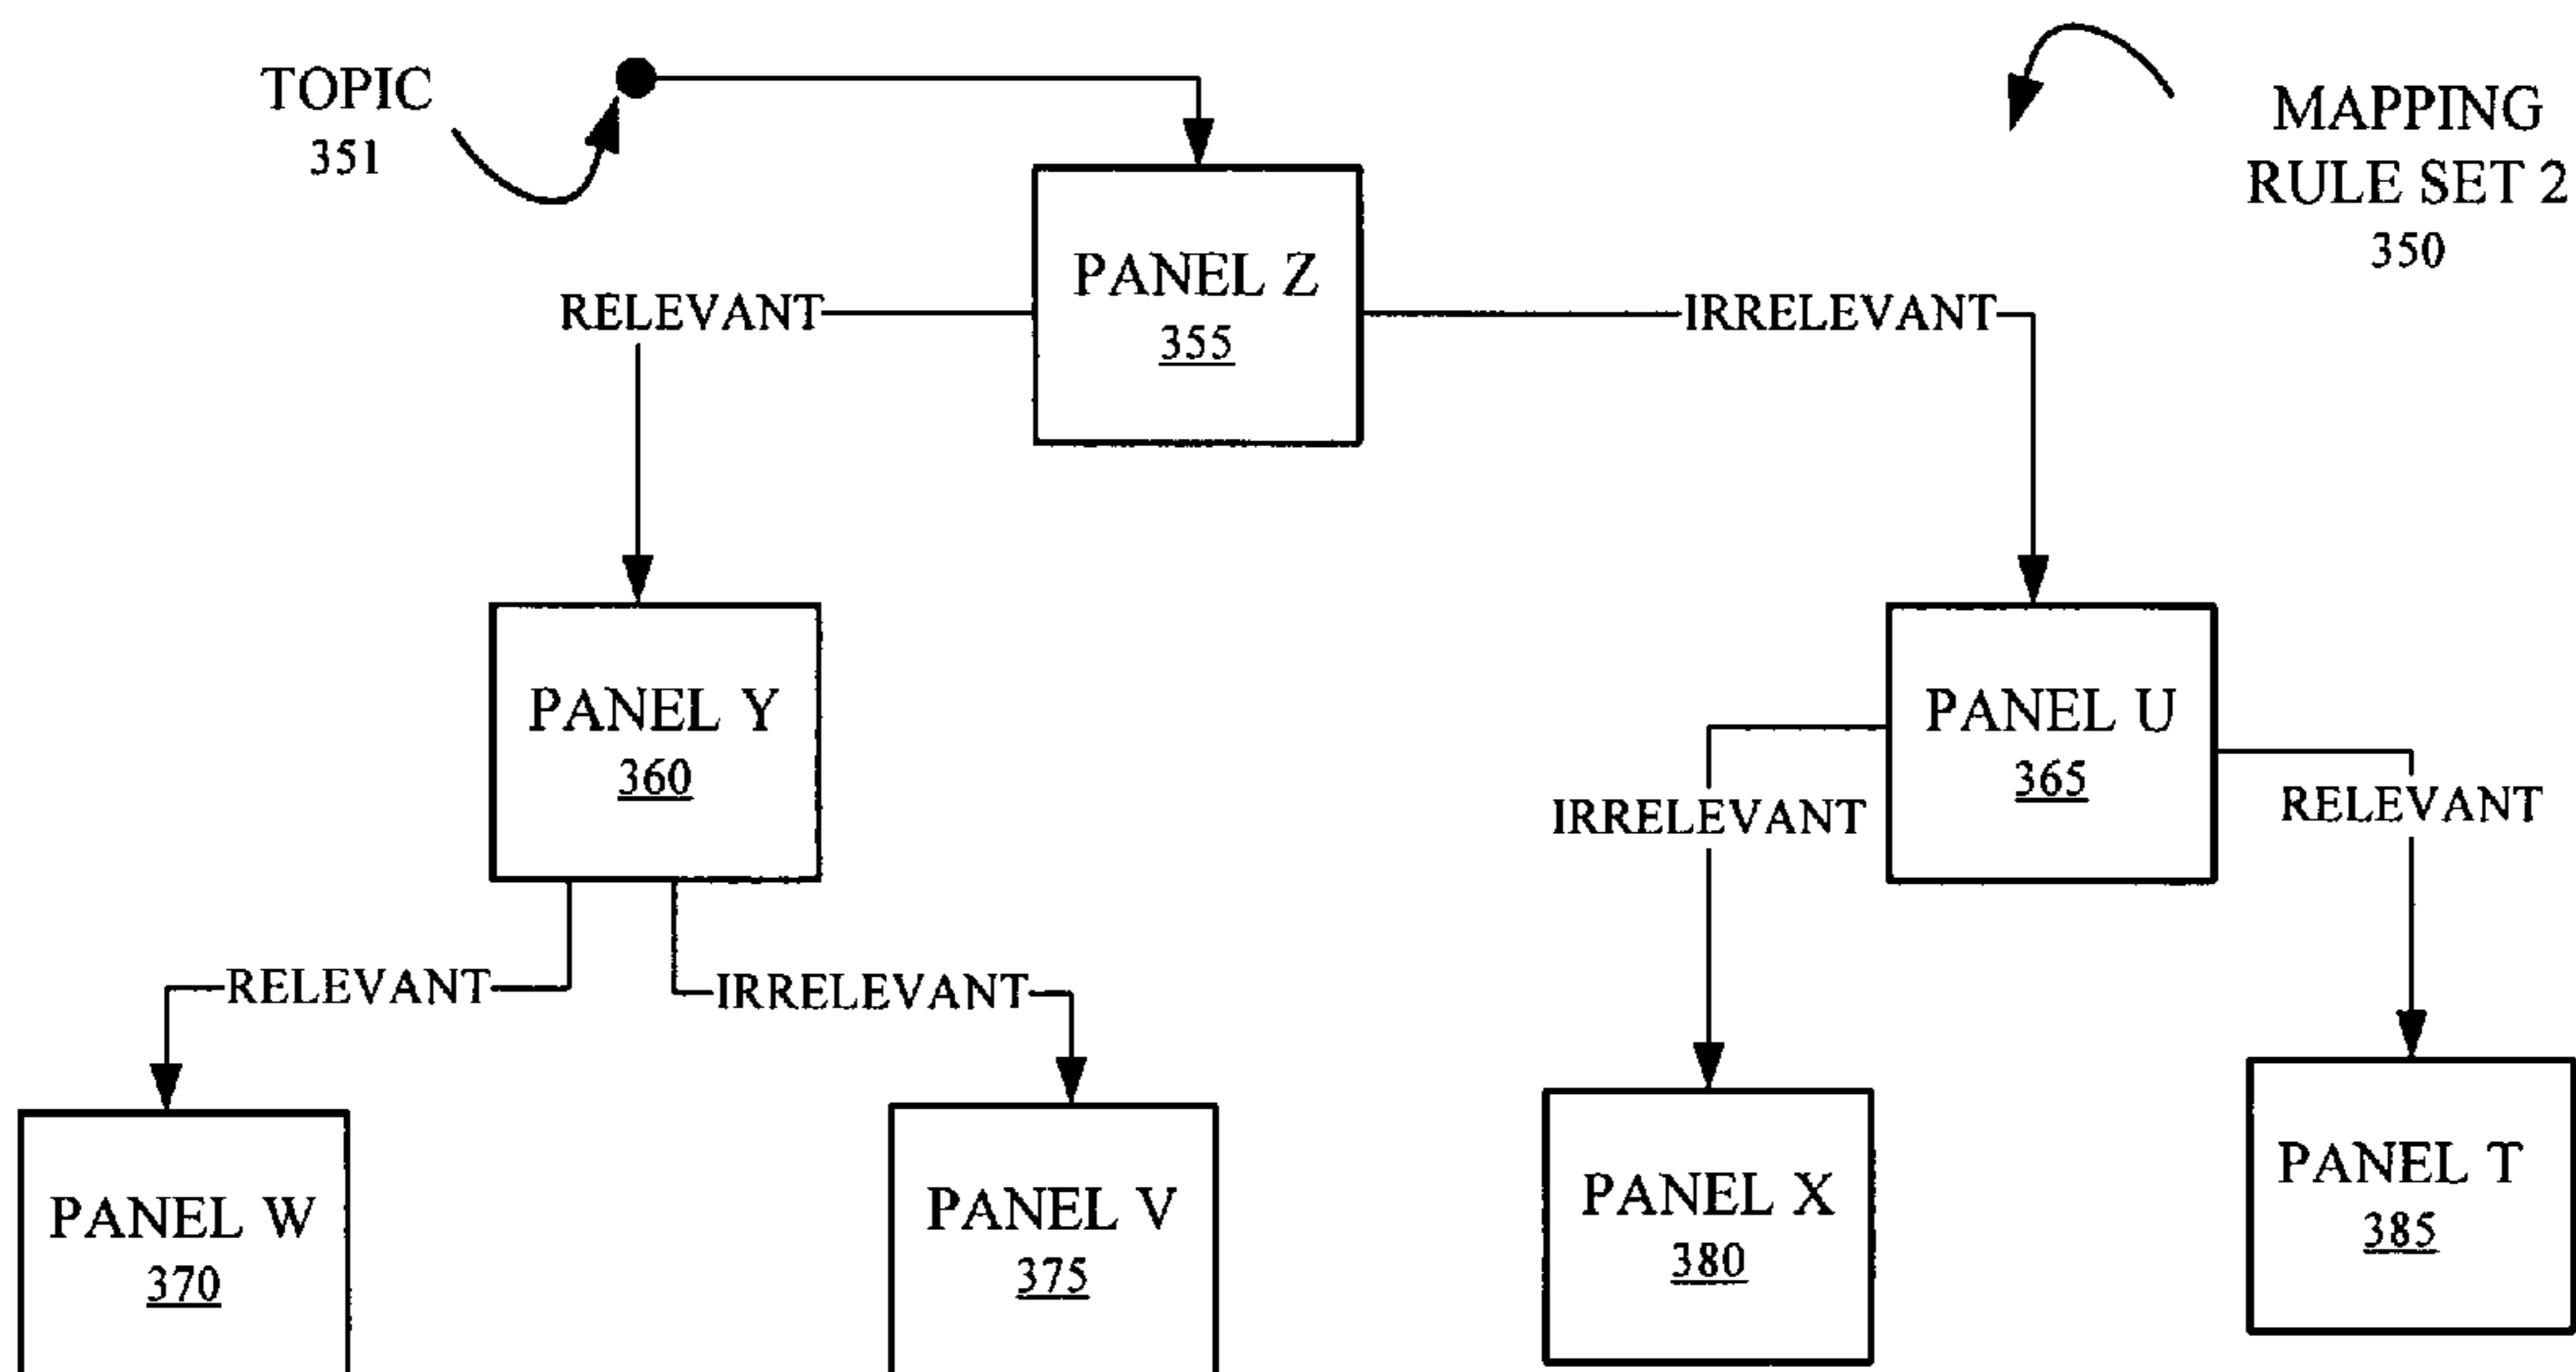 TOPIC
351
MAPPING
RULE SET 2
350
PANEL Z
355
RELEVANT
IRRELEVANT
PANEL Y
360
PANEL U
365
IRRELEVANT
RELEVANT
RELEVANT
IRRELEVANT
PANEL W
370
PANEL V
375
PANEL X
380
PANEL T
385